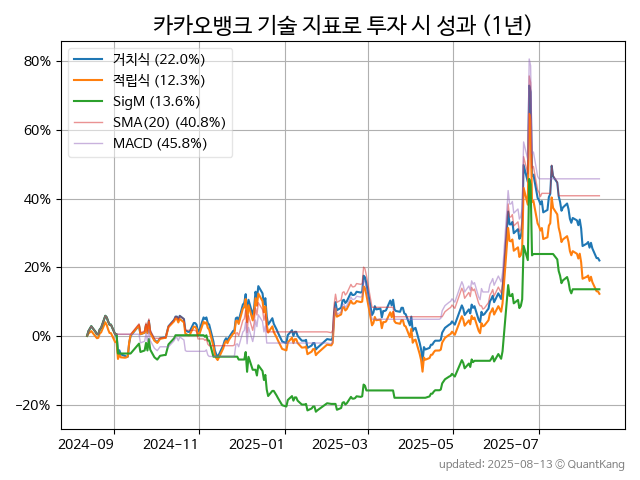 카카오뱅크 기술 지표로 투자 시 성과 (1년)
거치식 (22.0%)
적립식 (12.3%)
SigM (13.6%)
SMA(20) (40.8%)
MACD (45.8%)
80%
60%
40%
20%
0%
−20%
2024-09 2024-11 2025-01 2025-03 2025-05 2025-07
updated: 2025-08-13 © QuantKang